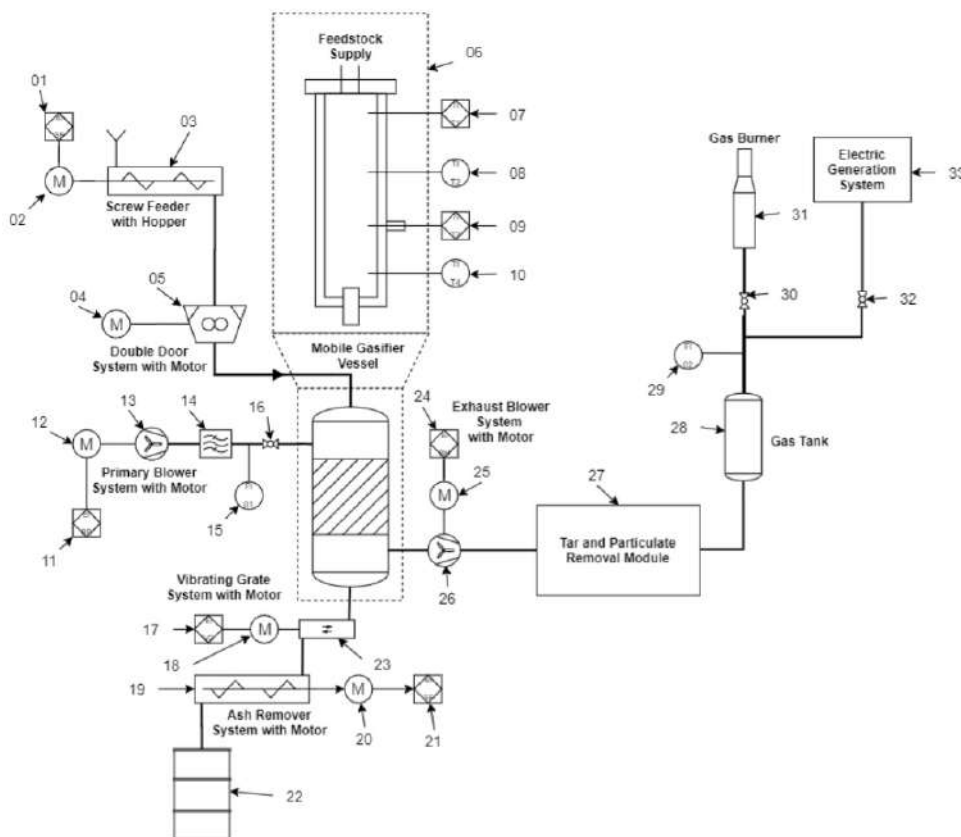 Feedstock
Supply
06
01
07
03
Gas Burner
Electric
Generation
System
33
M
08
T2
02
Screw Feeder
with Hopper
09
31
05
10
T4
04
M
30
32
Double Door
System with Motor
Mobile Gasifier
Vessel
29
24
Exhaust Blower
System
with Motor
28
Gas Tank
12
13
14
16
M
25
M
Primary Blower
System with Motor
15
27
Tar and Particulate
Removal Module
11
26
Vibrating Grate
System with Motor
17
M
18
23
19
M
Ash Remover
System with Motor
20
21
22